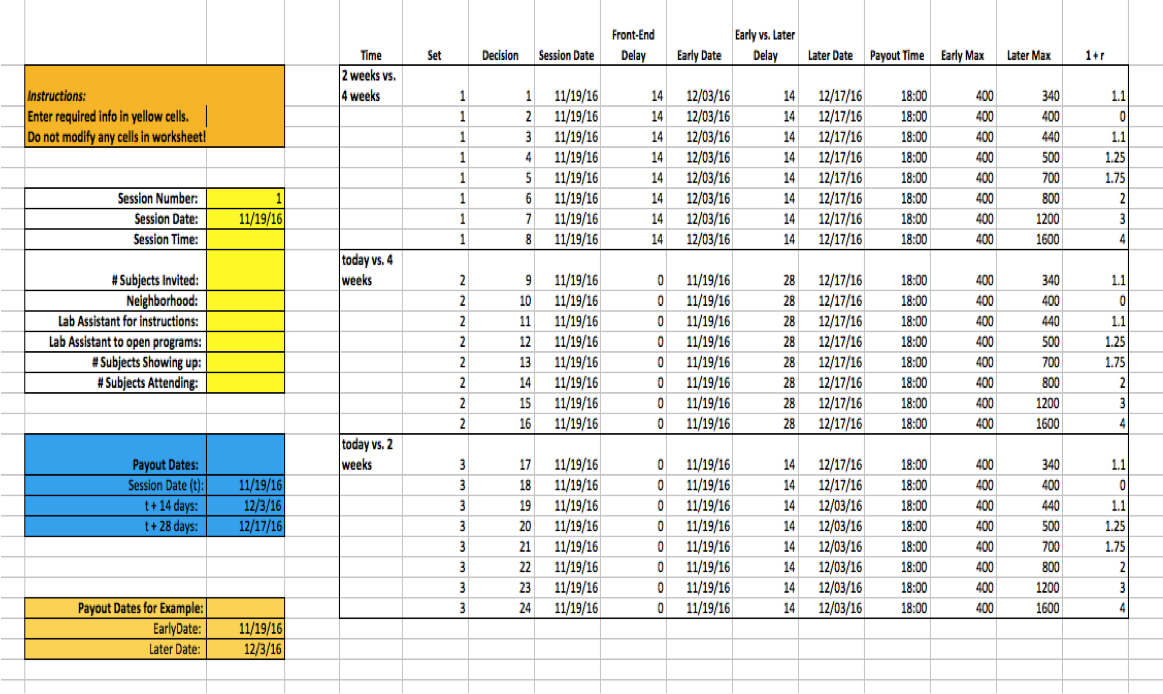 Front-End Early vs. Later
Time Set Decision Session Date Delay Early Date Delay Later Date Payout Time Early Max Later Max 1+r
2 weeks vs.
Instructions: 4 weeks 1 1 11/19/16 14 12/03/16 14 12/17/16 18:00 400 340 1.1
Enter required info in yellow cells. 1 2 11/19/16 14 12/03/16 14 12/17/16 18:00 400 400 0
Do not modify any cells in worksheet! 1 3 11/19/16 14 12/03/16 14 12/17/16 18:00 400 440 1.1
1 4 11/19/16 14 12/03/16 14 12/17/16 18:00 400 500 1.25
1 5 11/19/16 14 12/03/16 14 12/17/16 18:00 400 700 1.75
Session Number: 1 1 6 11/19/16 14 12/03/16 14 12/17/16 18:00 400 800 2
Session Date: 11/19/16 1 7 11/19/16 14 12/03/16 14 12/17/16 18:00 400 1200 3
Session Time: 1 8 11/19/16 14 12/03/16 14 12/17/16 18:00 400 1600 4
today vs. 4
# Subjects Invited: weeks 2 9 11/19/16 0 11/19/16 28 12/17/16 18:00 400 340 1.1
Neighborhood: 2 10 11/19/16 0 11/19/16 28 12/17/16 18:00 400 400 0
Lab Assistant for instructions: 2 11 11/19/16 0 11/19/16 28 12/17/16 18:00 400 440 1.1
Lab Assistant to open programs: 2 12 11/19/16 0 11/19/16 28 12/17/16 18:00 400 500 1.25
# Subjects Showing up: 2 13 11/19/16 0 11/19/16 28 12/17/16 18:00 400 700 1.75
# Subjects Attending: 2 14 11/19/16 0 11/19/16 28 12/17/16 18:00 400 800 2
2 15 11/19/16 0 11/19/16 28 12/17/16 18:00 400 1200 3
2 16 11/19/16 0 11/19/16 28 12/17/16 18:00 400 1600 4
today vs. 2
Payout Dates: weeks 3 17 11/19/16 0 11/19/16 14 12/17/16 18:00 400 340 1.1
Session Date (t): 11/19/16 3 18 11/19/16 0 11/19/16 14 12/17/16 18:00 400 400 0
t + 14 days: 12/3/16 3 19 11/19/16 0 11/19/16 14 12/03/16 18:00 400 440 1.1
t + 28 days: 12/17/16 3 20 11/19/16 0 11/19/16 14 12/03/16 18:00 400 500 1.25
3 21 11/19/16 0 11/19/16 14 12/03/16 18:00 400 700 1.75
3 22 11/19/16 0 11/19/16 14 12/03/16 18:00 400 800 2
3 23 11/19/16 0 11/19/16 14 12/03/16 18:00 400 1200 3
Payout Dates for Example: 3 24 11/19/16 0 11/19/16 14 12/03/16 18:00 400 1600 4
EarlyDate: 11/19/16
Later Date: 12/3/16